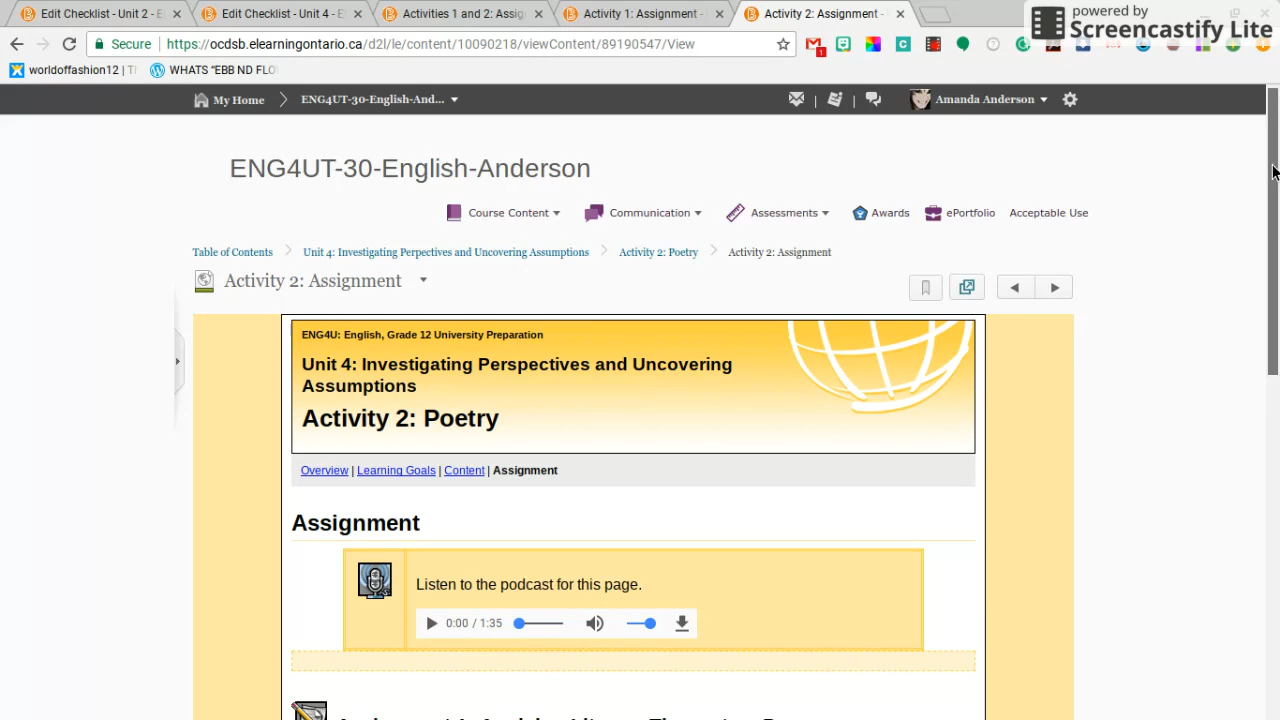 Edit Checklist - Unit 2 - E
Edit Checklist - Unit 4 - E
Activities 1 and 2: Assig
Activity 1: Assignment -
Activity 2: Assignment -
powered by
Screencastify Lite
Secure
https://ocdsb.elearningontario.ca/d2l/le/content/10090218/viewContent/89190547/View
1
worldoffashion12 | Th
WHATS "EBB ND FLO
My Home
ENG4UT-30-English-And...
Amanda Anderson
ENG4UT-30-English-Anderson
Course Content
Communication
Assessments
Awards
ePortfolio
Acceptable Use
Table of Contents
Unit 4: Investigating Perpectives and Uncovering Assumptions
Activity 2: Poetry
Activity 2: Assignment
Activity 2: Assignment
ENG4U: English, Grade 12 University Preparation
Unit 4: Investigating Perspectives and Uncovering
Assumptions
Activity 2: Poetry
Overview | Learning Goals | Content | Assignment
Assignment
Listen to the podcast for this page.
0:00 / 1:35